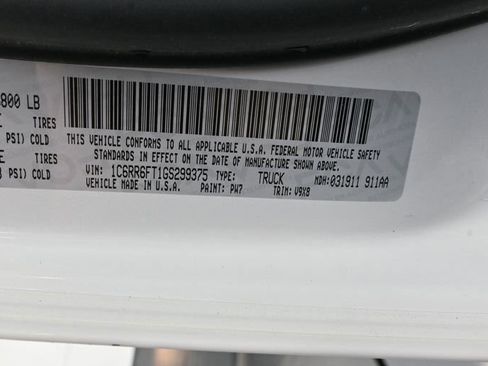 800 LB
E TIRES
PSI) COLD
E TIRES
PSI) COLD
THIS VEHICLE CONFORMS TO ALL APPLICABLE U.S.A. FEDERAL MOTOR VEHICLE SAFETY
STANDARDS IN EFFECT ON THE DATE OF MANUFACTURE SHOWN ABOVE.
VIN: 1C6RR6FT1GS299375 TYPE: TRUCK MDH:031911 911AA
VEHICLE MADE IN U.S.A. PAINT: PW7 TRIM: V9X8